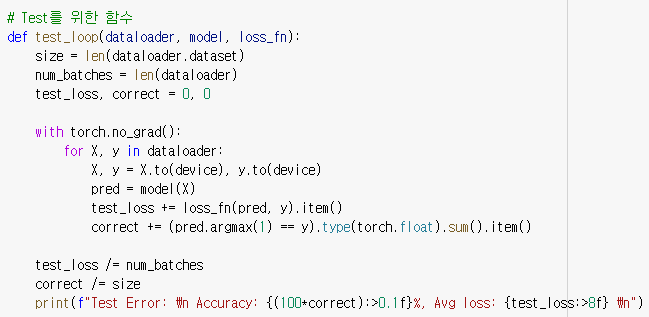 # Test를 위한 함수
def test_loop(dataloader, model, loss_fn):
    size = len(dataloader.dataset)
    num_batches = len(dataloader)
    test_loss, correct = 0, 0

    with torch.no_grad():
        for X, y in dataloader:
            X, y = X.to(device), y.to(device)
            pred = model(X)
            test_loss += loss_fn(pred, y).item()
            correct += (pred.argmax(1) == y).type(torch.float).sum().item()

    test_loss /= num_batches
    correct /= size
    print(f"Test Error: ₩n Accuracy: {(100*correct):>0.1f}%, Avg loss: {test_loss:>8f} ₩n")